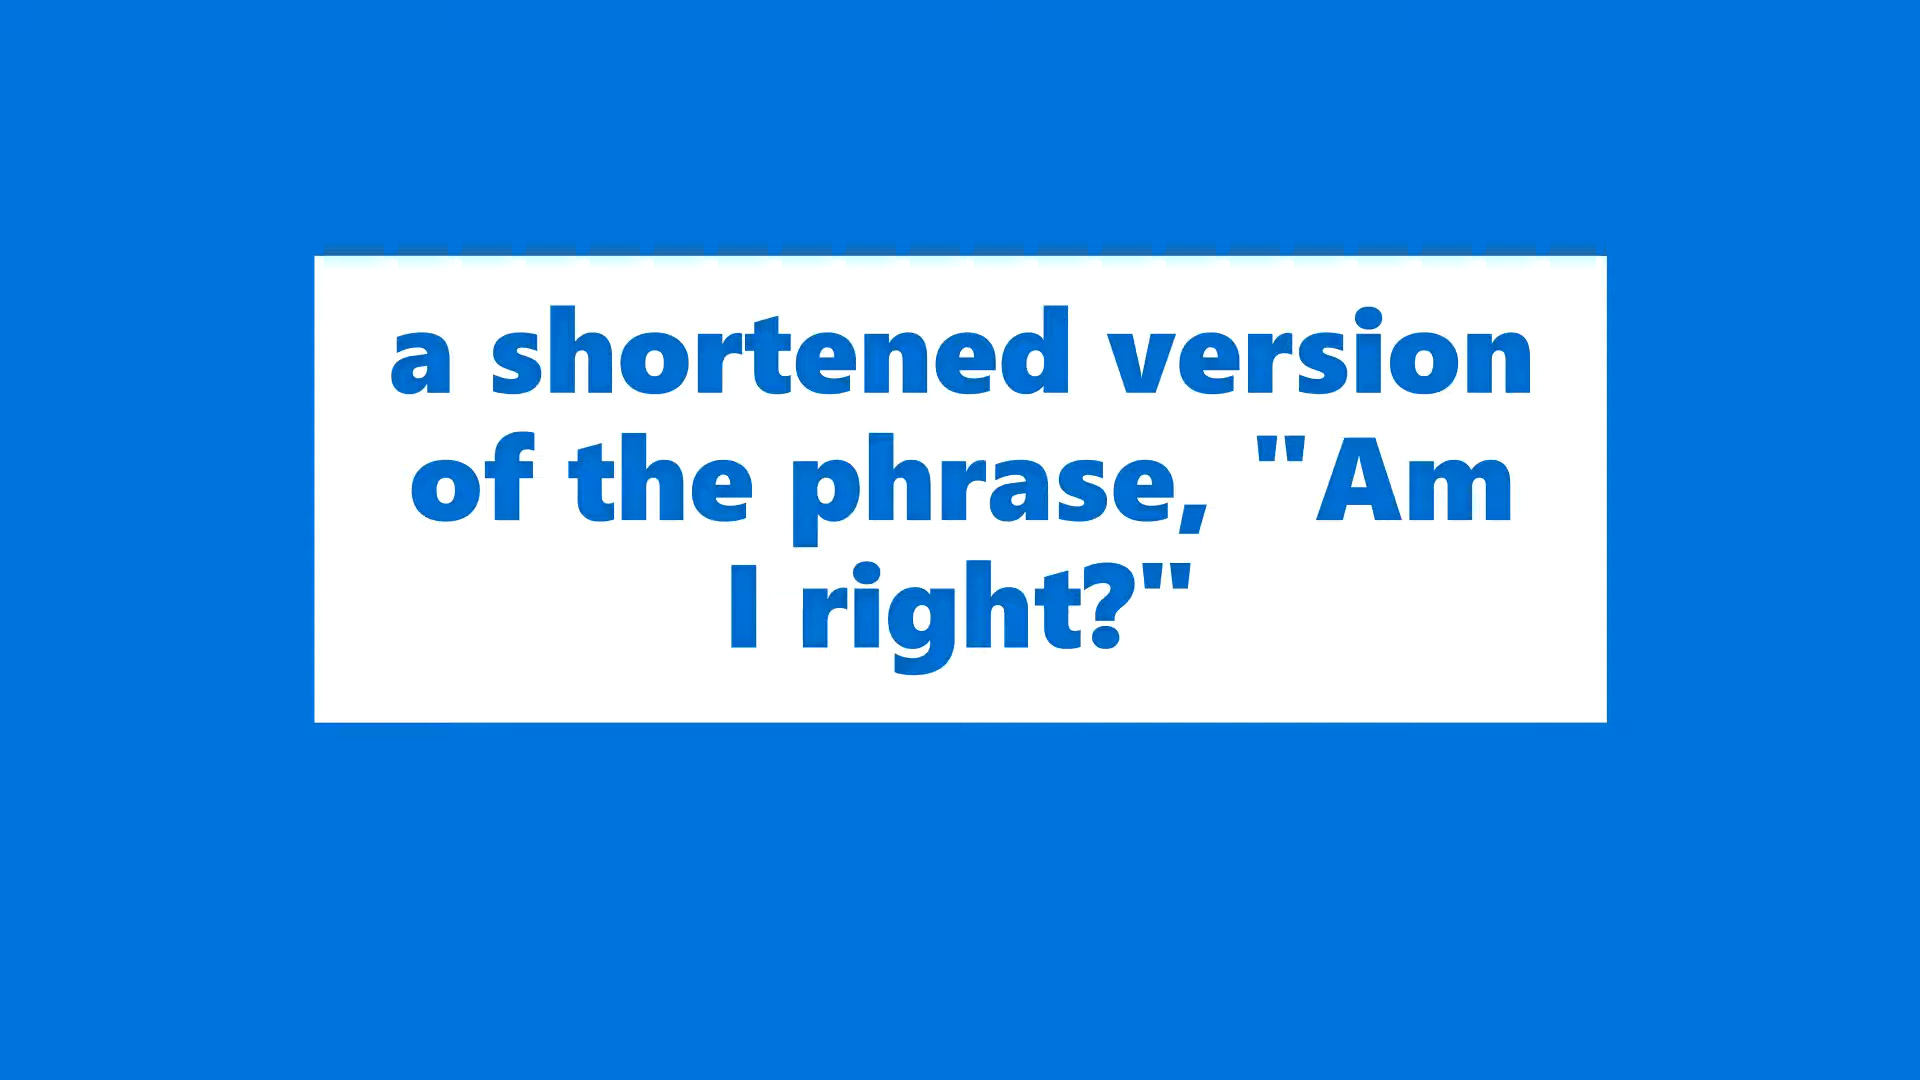 a shortened version
of the phrase, "Am
I right?"